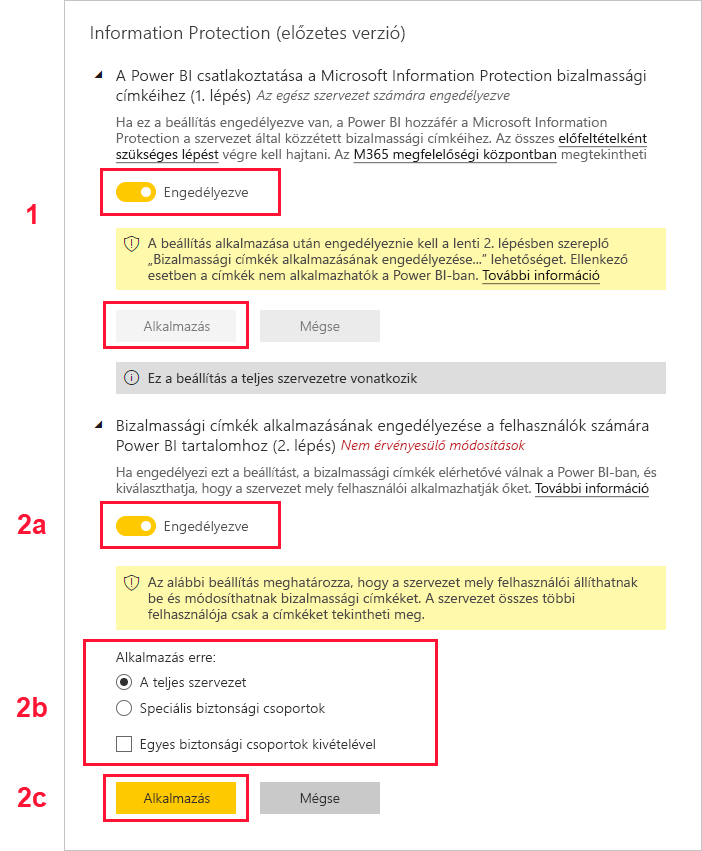 Information Protection (előzetes verzió)
A Power BI csatlakoztatása a Microsoft Information Protection bizalmassági
címkéihez (1. lépés) Az egész szervezet számára engedélyezve
Ha ez a beállítás engedélyezve van, a Power BI hozzáfér a Microsoft Information
Protection a szervezet által közzétett bizalmassági címkéihez. Az összes előfeltételként
szükséges lépést végre kell hajtani. Az M365 megfelelőségi központban megtekintheti
1
Engedélyezve
A beállítás alkalmazása után engedélyeznie kell a lenti 2. lépésben szereplő
„Bizalmassági címkék alkalmazásának engedélyezése...” lehetőséget. Ellenkező
esetben a címkék nem alkalmazhatók a Power BI-ban. További információ
Alkalmazás Mégse
Ez a beállítás a teljes szervezetre vonatkozik
Bizalmassági címkék alkalmazásának engedélyezése a felhasználók számára
Power BI tartalomhoz (2. lépés) Nem érvényesülő módosítások
Ha engedélyezi ezt a beállítást, a bizalmassági címkék elérhetővé válnak a Power BI-ban, és
kiválaszthatja, hogy a szervezet mely felhasználói alkalmazhatják őket. További információ
2a
Engedélyezve
Az alábbi beállítás meghatározza, hogy a szervezet mely felhasználói állíthatnak
be és módosíthatnak bizalmassági címkéket. A szervezet összes többi
felhasználója csak a címkéket tekintheti meg.
Alkalmazás erre:
A teljes szervezet
2b
Speciális biztonsági csoportok
Egyes biztonsági csoportok kivételével
2c
Alkalmazás Mégse